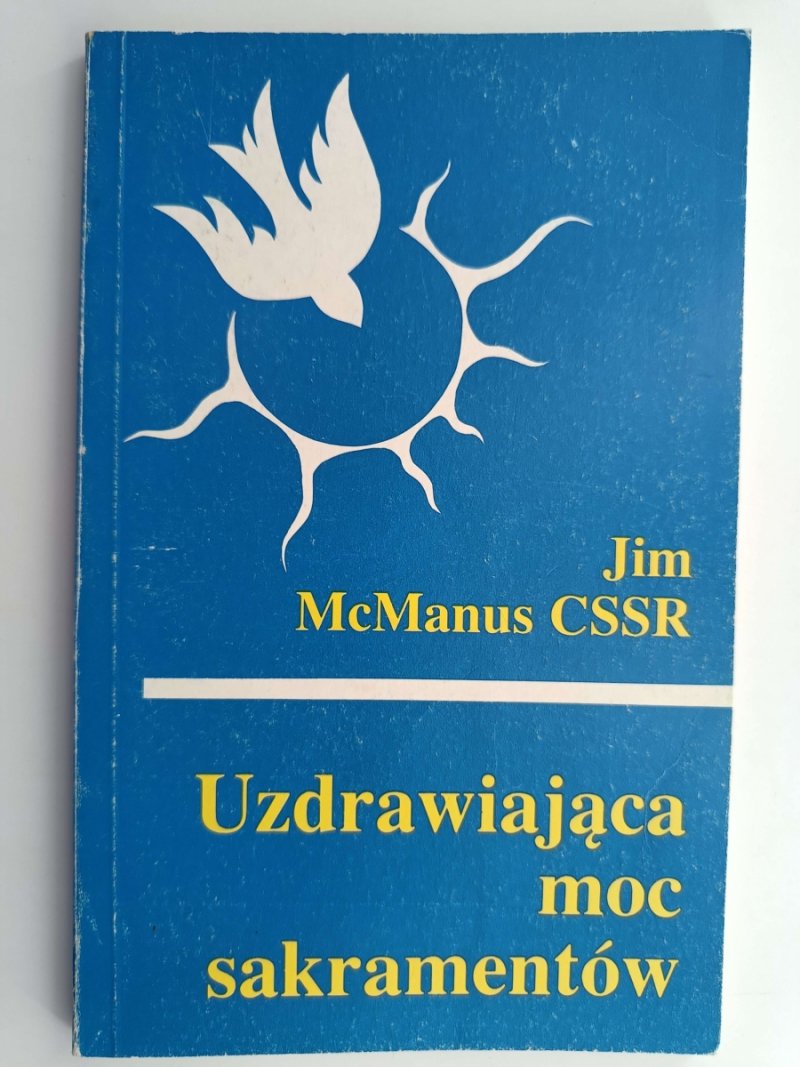 Jim
McManus CSSR
Uzdrawiająca
moc
sakramentów